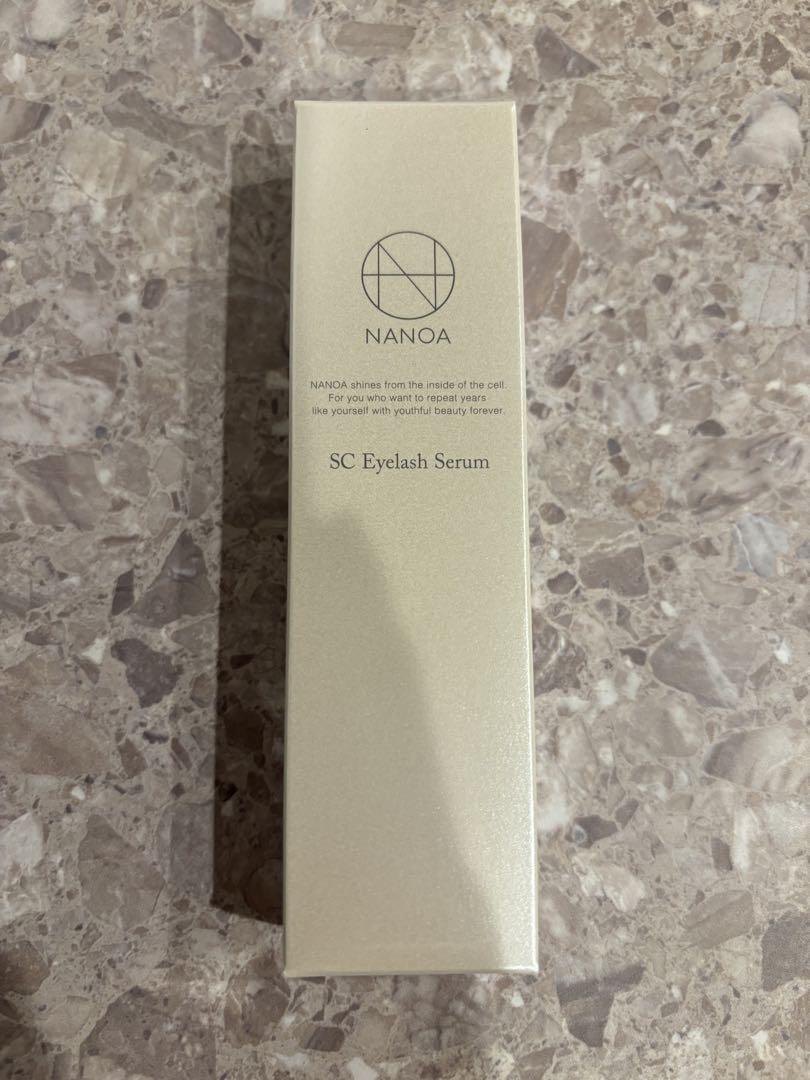 NANOA
NANOA shines from the inside of the cell.
For you who want to repeat years
like yourself with youthful beauty forever.
SC Eyelash Serum